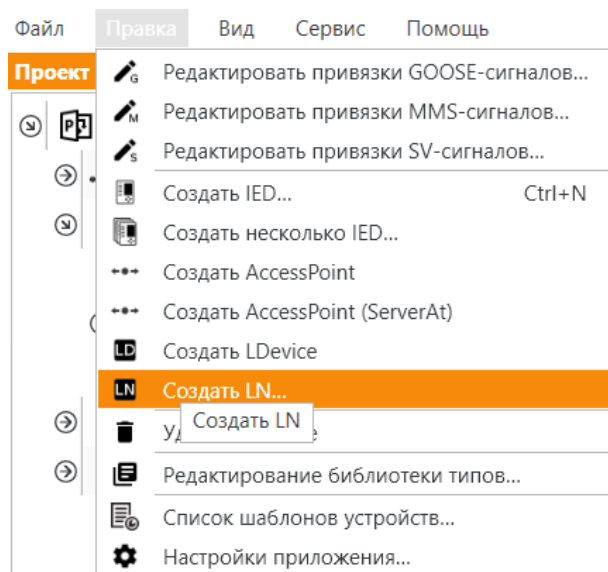 Файл Правка Вид Сервис Помощь
Проект
Редактировать привязки GOOSE-сигналов...
Редактировать привязки MMS-сигналов...
Редактировать привязки SV-сигналов...
Создать IED... Ctrl+N
Создать несколько IED...
Создать AccessPoint
Создать AccessPoint (ServerAt)
LD Создать LDevice
LN Создать LN...
Создать LN
Редактирование библиотеки типов...
Список шаблонов устройств...
Настройки приложения...